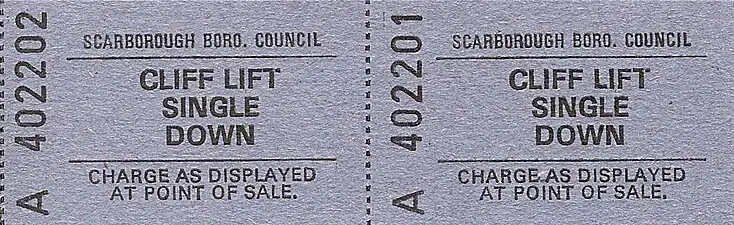 A 402202
SCARBOROUGH BORO. COUNCIL
CLIFF LIFT
SINGLE
DOWN
CHARGE AS DISPLAYED
AT POINT OF SALE.
A 402201
SCARBOROUGH BORO. COUNCIL
CLIFF LIFT
SINGLE
DOWN
CHARGE AS DISPLAYED
AT POINT OF SALE.